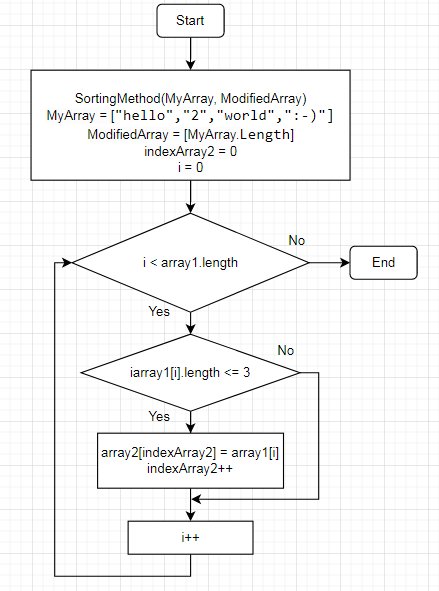 Start
SortingMethod(MyArray, ModifiedArray)
MyArray = ["hello","2","world",":-)"]
ModifiedArray = [MyArray.Length]
indexArray2 = 0
i = 0
i < array1.length
No
End
Yes
iarray1[i].length <= 3
No
Yes
array2[indexArray2] = array1[i]
indexArray2++
i++